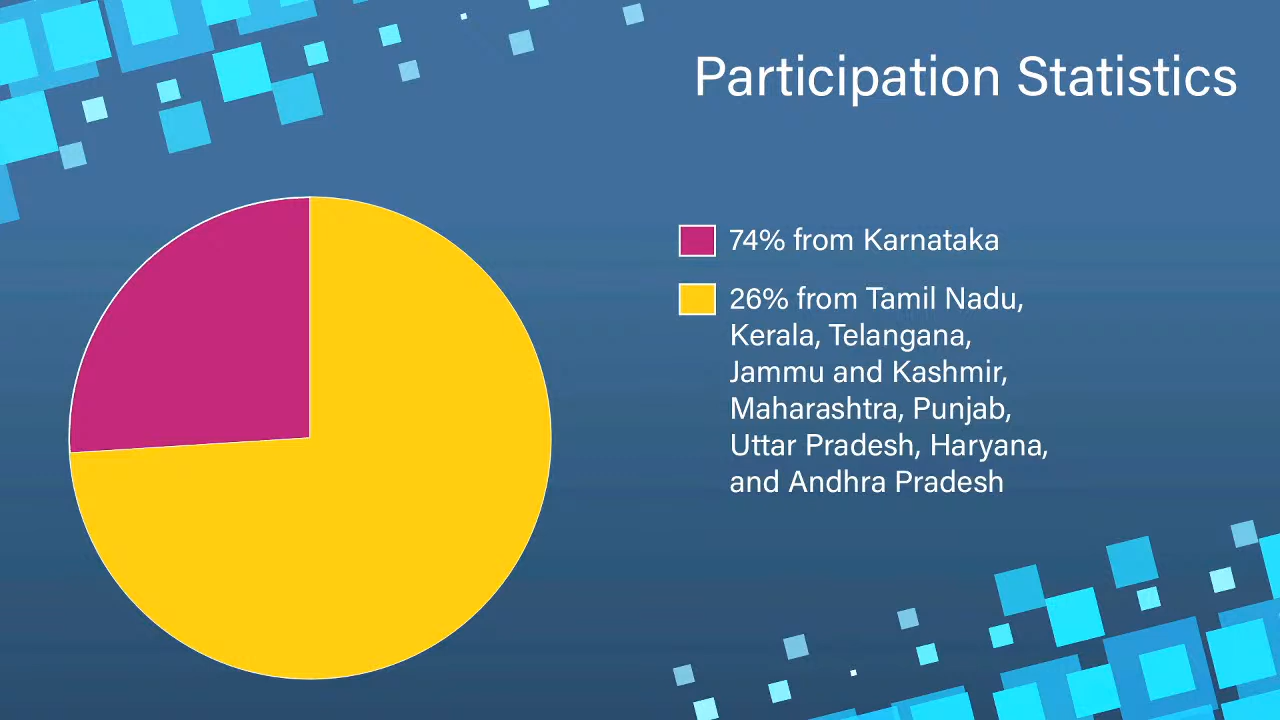 Participation Statistics
74% from Karnataka
26% from Tamil Nadu,
Kerala, Telangana,
Jammu and Kashmir,
Maharashtra, Punjab,
Uttar Pradesh, Haryana,
and Andhra Pradesh